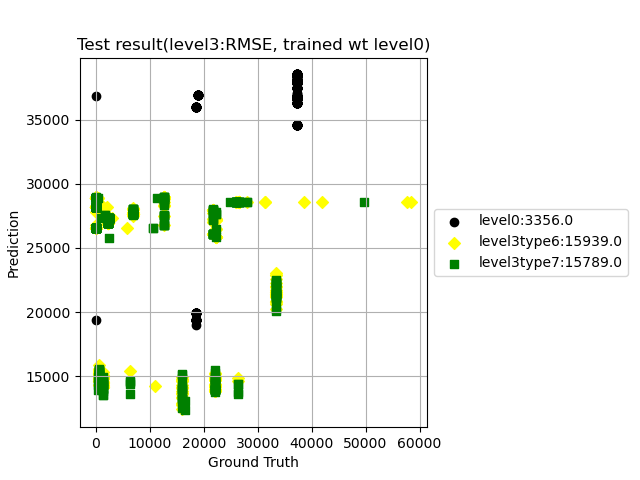 Test result(level3:RMSE, trained wt level0)
Prediction
35000
30000
25000
20000
15000
0 10000 20000 30000 40000 50000 60000
Ground Truth
level0:3356.0
level3type6:15939.0
level3type7:15789.0